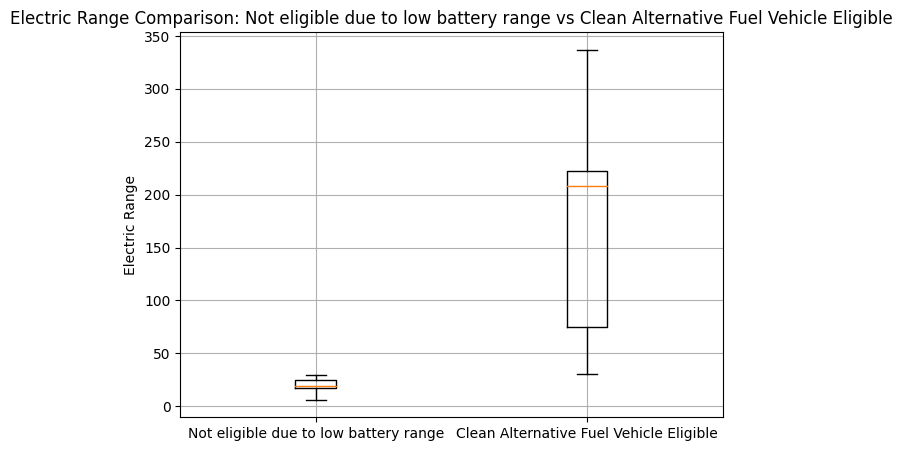 Electric Range Comparison: Not eligible due to low battery range vs Clean Alternative Fuel Vehicle Eligible
350
300
250
200
150
100
50
0
Electric Range
Not eligible due to low battery range
Clean Alternative Fuel Vehicle Eligible